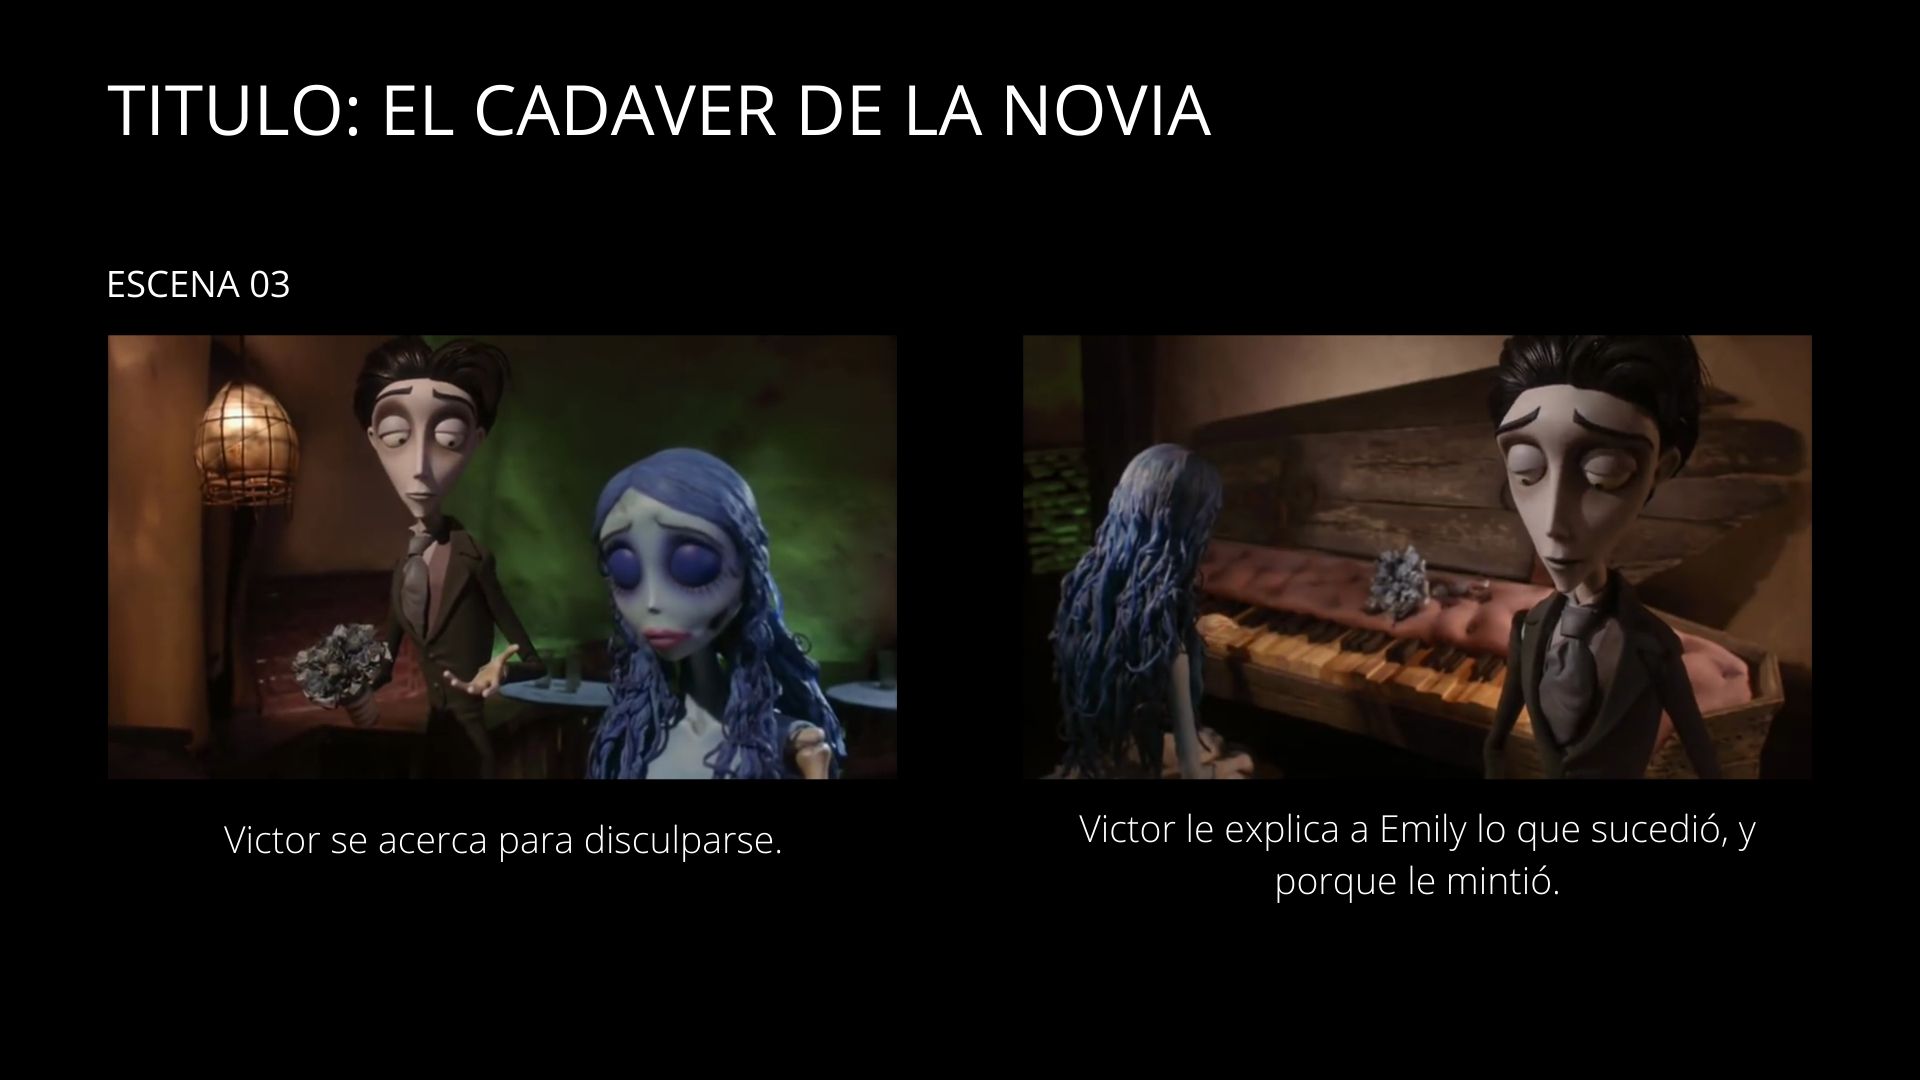 TITULO: EL CADAVER DE LA NOVIA
ESCENA 03
Victor se acerca para disculparse.
Victor le explica a Emily lo que sucedió, y
porque le mintió.